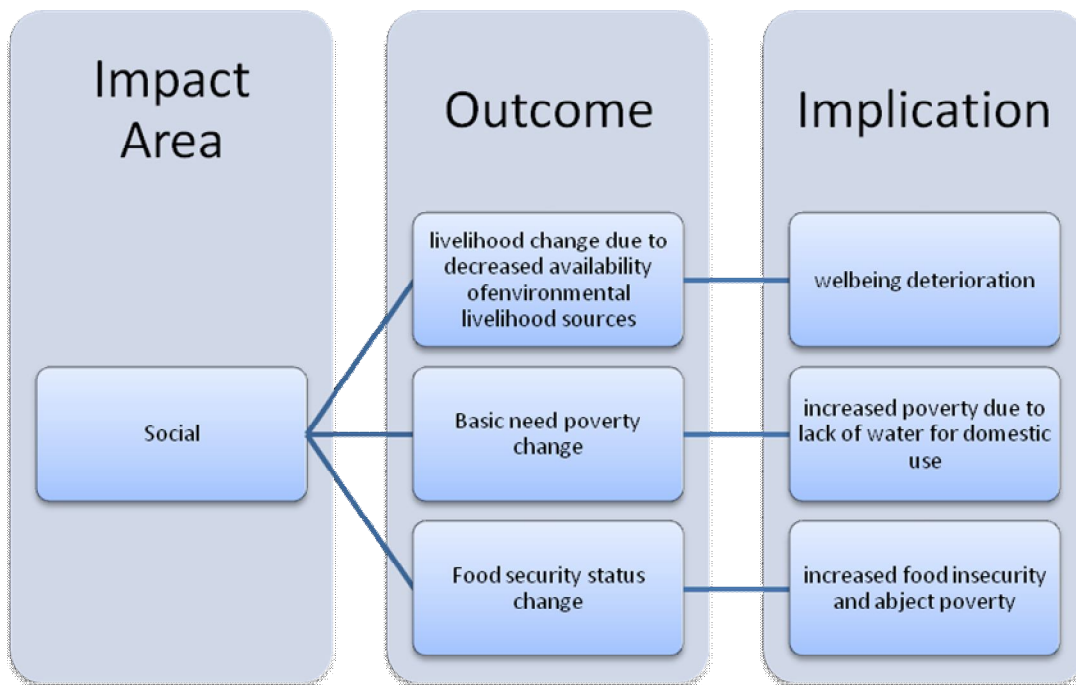 Impact
Area
Outcome
Implication
Social
livelihood change due to
decreased availability
ofenvironmental
livelihood sources
Basic need poverty
change
Food security status
change
welbeing deterioration
increased poverty due to
lack of water for domestic
use
increased food insecurity
and abject poverty